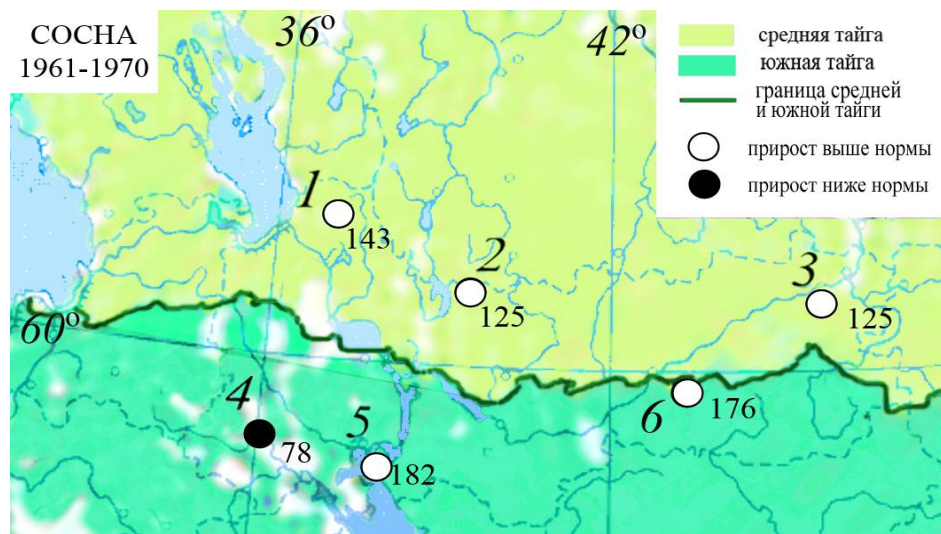 СОСНА
1961-1970
36º
42º
средняя тайга
южная тайга
граница средней
и южной тайги
прирост выше нормы
прирост ниже нормы
1
143
2
125
3
125
60º
4
78
5
182
6
176